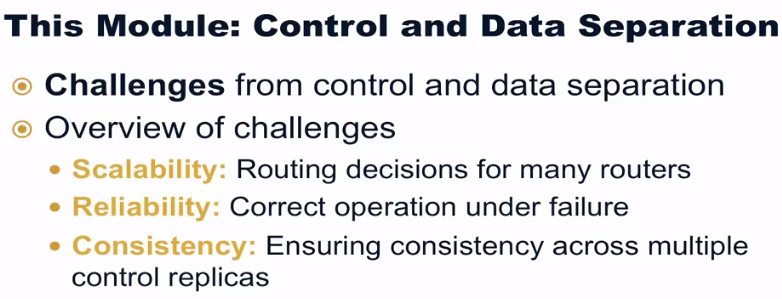 This Module: Control and Data Separation
Challenges from control and data separation
Overview of challenges
Scalability: Routing decisions for many routers
Reliability: Correct operation under failure
Consistency: Ensuring consistency across multiple
control replicas